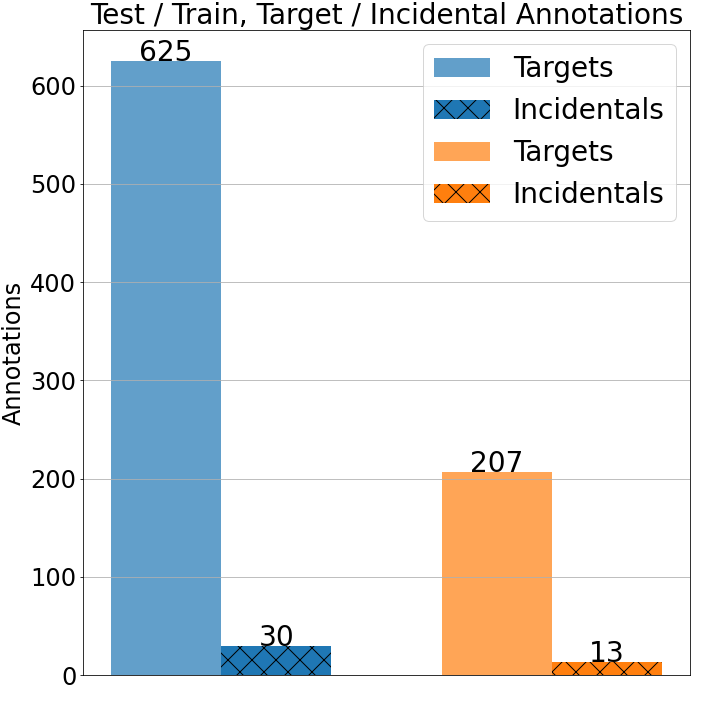 Test / Train, Target / Incidental Annotations
625
Targets
Incidentals
Targets
Incidentals
600
500
400
300
200
100
0
Annotations
207
30
13